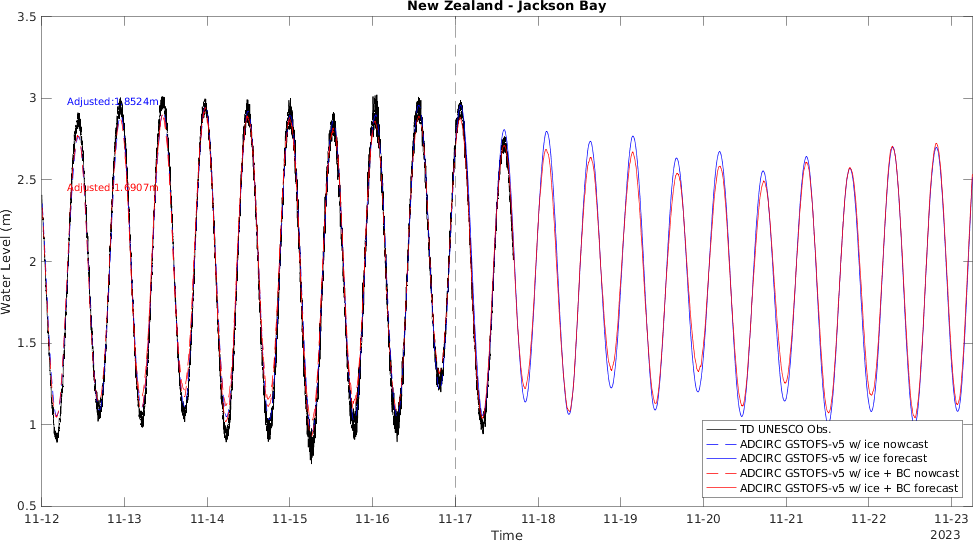 New Zealand - Jackson Bay
3.5
3
2.5
2
1.5
1
0.5
Water Level (m)
Adjusted:1.8524m
Adjusted:1.6907m
TD UNESCO Obs.
ADCIRC GSTOFS-v5 w/ ice nowcast
ADCIRC GSTOFS-v5 w/ ice forecast
ADCIRC GSTOFS-v5 w/ ice + BC nowcast
ADCIRC GSTOFS-v5 w/ ice + BC forecast
11-12 11-13 11-14 11-15 11-16 11-17 11-18 11-19 11-20 11-21 11-22 11-23
Time
2023